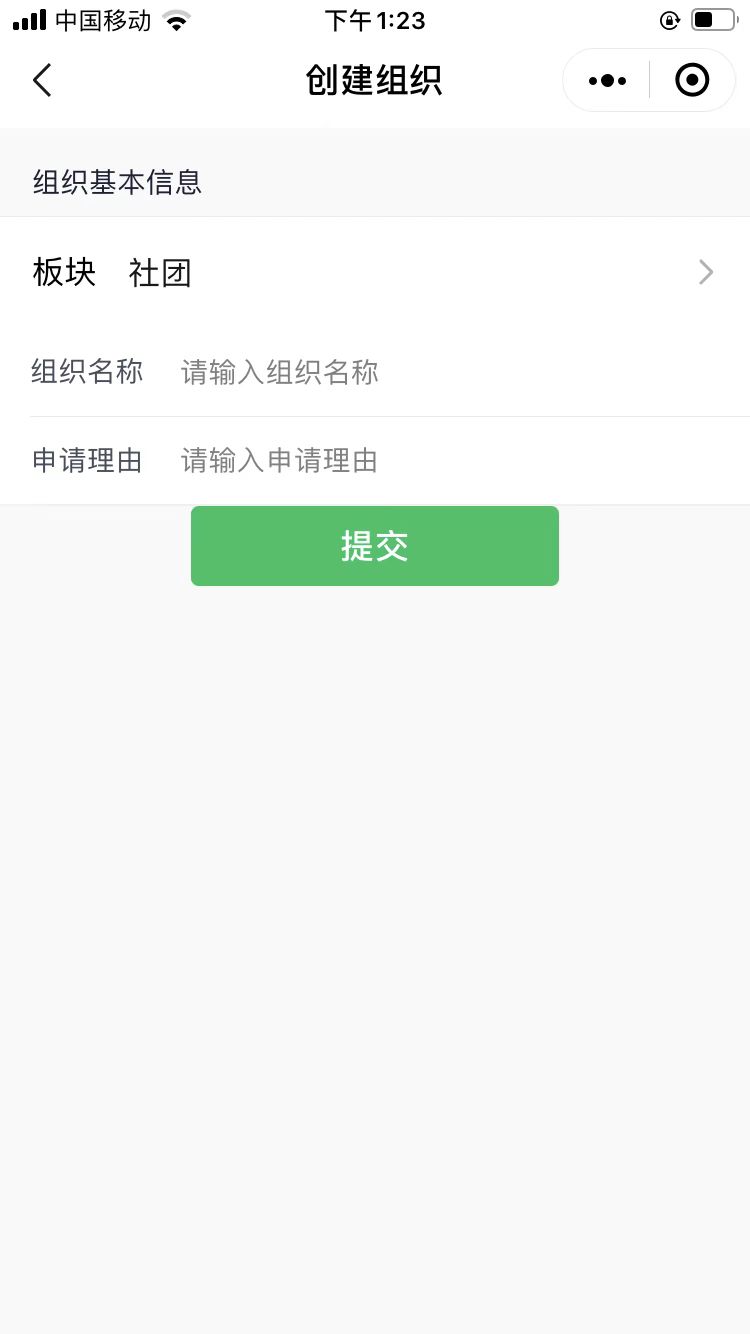 中国移动 下午1:23
创建组织
组织基本信息
板块 社团
组织名称 请输入组织名称
申请理由 请输入申请理由
提交